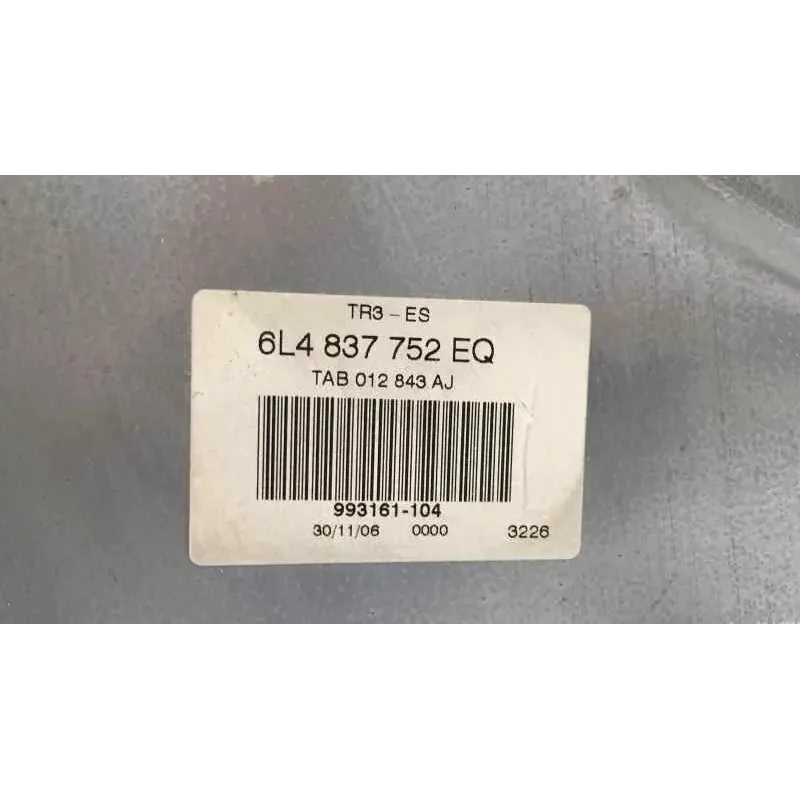 TR3-ES
6L4 837 752 EQ
TAB 012 843 AJ
993161-104
30/11/06 0000 3226